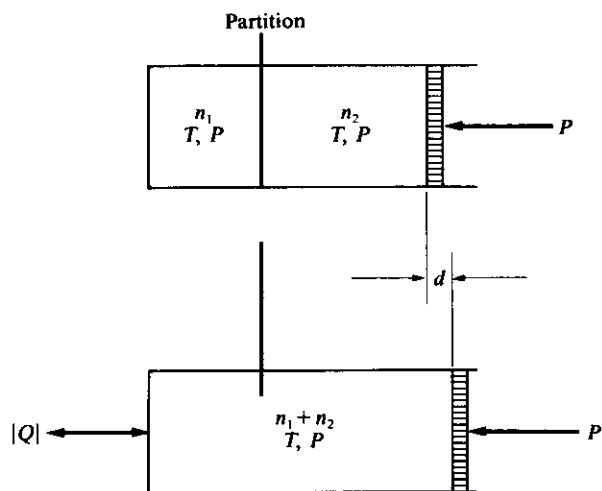 Partition
n₁
T, P
n₂
T, P
P
d
|Q|
n₁ + n₂
T, P
P